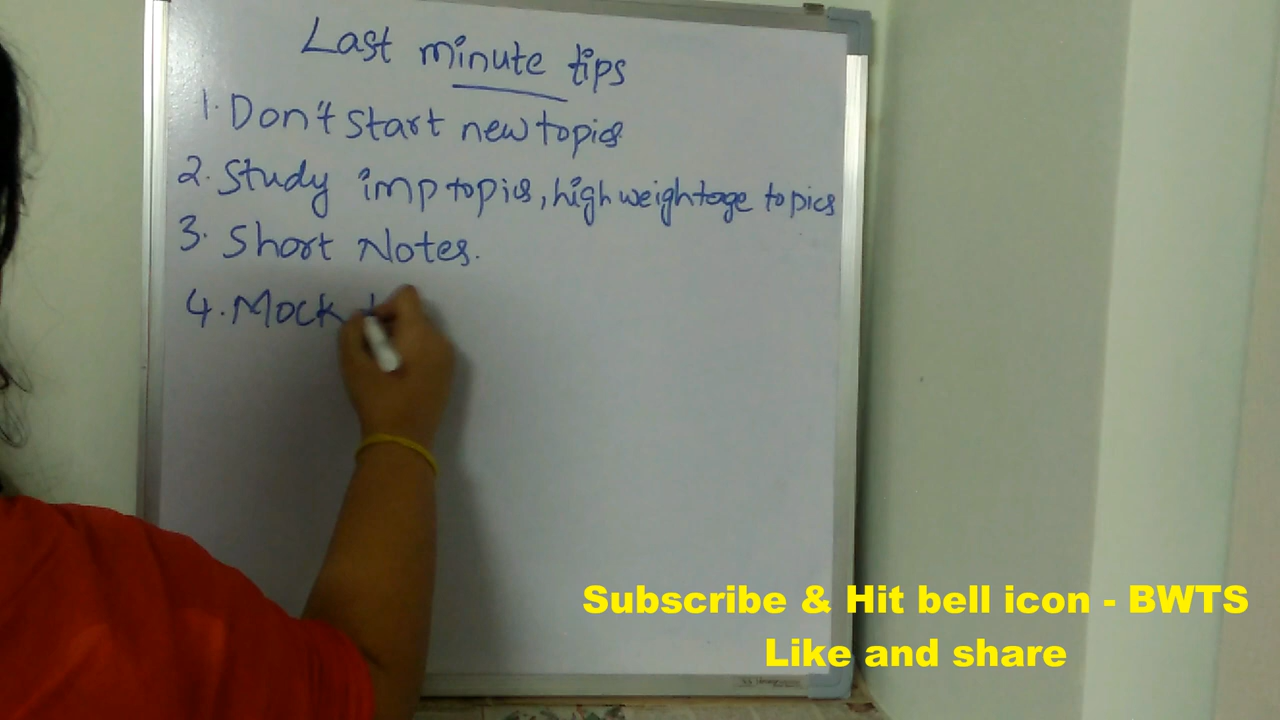 Last minute tips
1. Don't start new topics
2. Study imp topics, high weightage topics
3. Short Notes.
4. Mock t
Subscribe & Hit bell icon - BWTS
Like and share